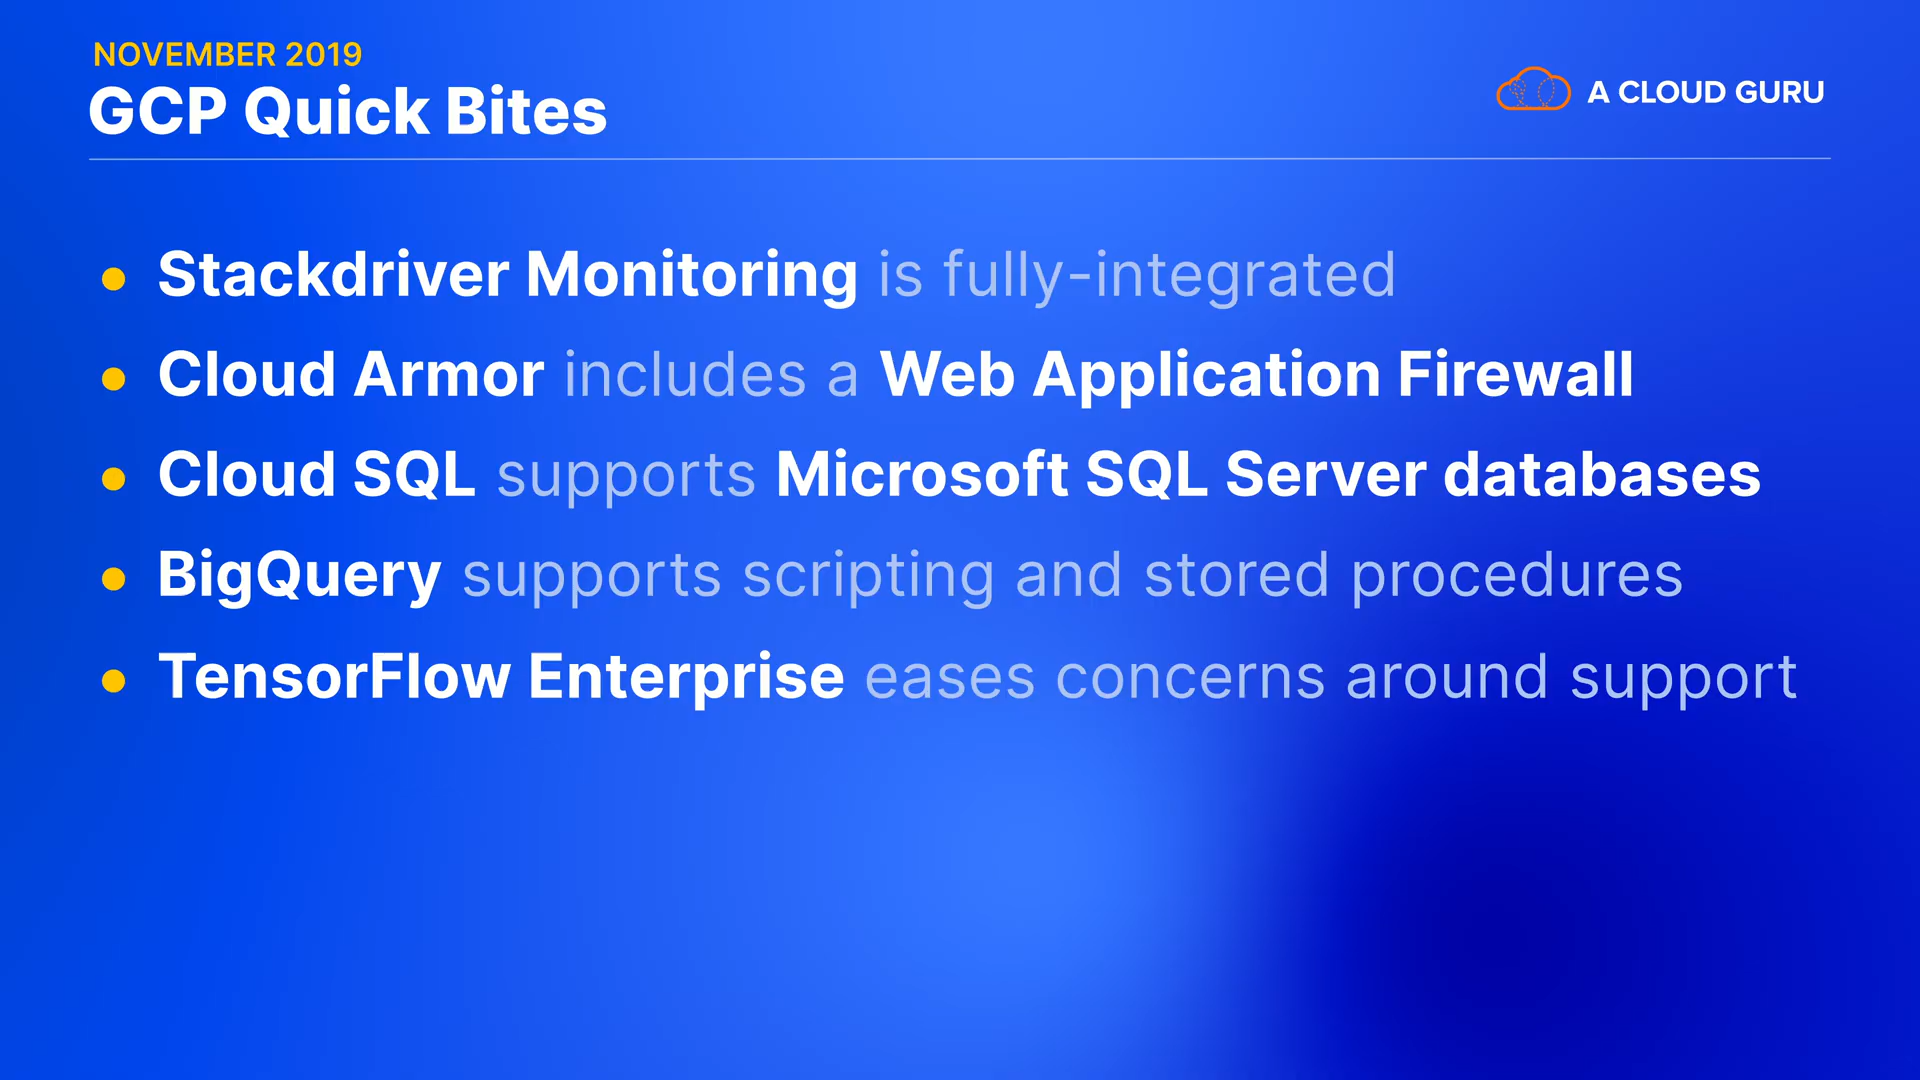 NOVEMBER 2019
GCP Quick Bites
A CLOUD GURU
• Stackdriver Monitoring is fully-integrated
• Cloud Armor includes a Web Application Firewall
• Cloud SQL supports Microsoft SQL Server databases
• BigQuery supports scripting and stored procedures
• TensorFlow Enterprise eases concerns around support